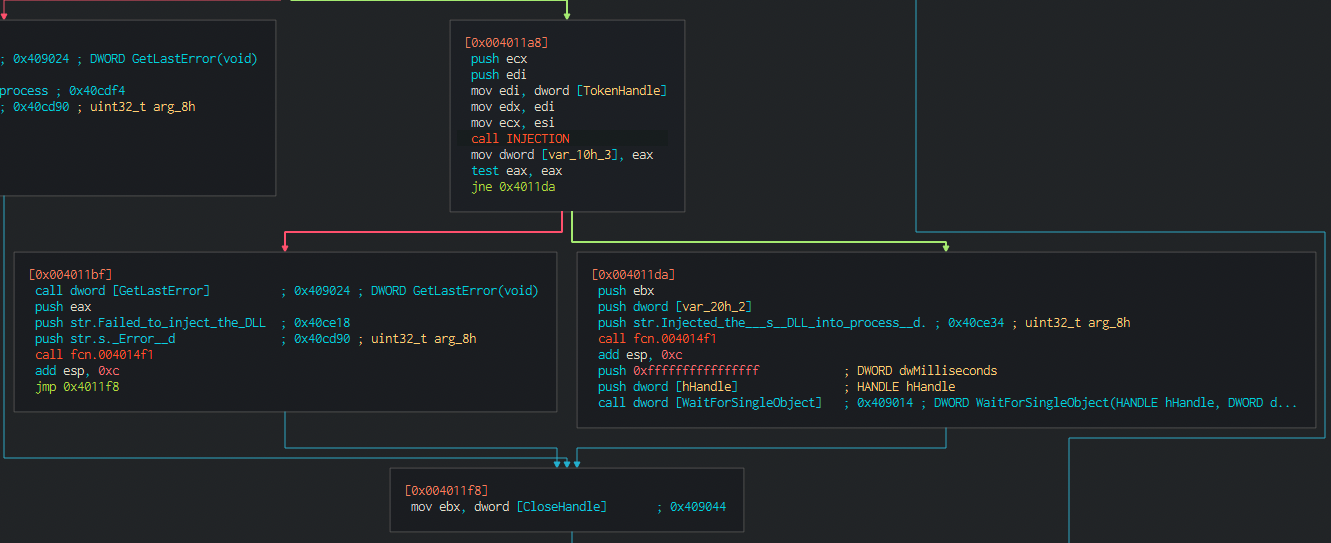 ; 0x409024 ; DWORD GetLastError(void)
process ; 0x40cdf4
; 0x40cd90 ; uint32_t arg_8h
[0x004011a8]
push ecx
push edi
mov edi, dword [TokenHandle]
mov edx, edi
mov ecx, esi
call INJECTION
mov dword [var_10h_3], eax
test eax, eax
jne 0x4011da
[0x004011bf]
call dword [GetLastError] ; 0x409024 ; DWORD GetLastError(void)
push eax
push str.Failed_to_inject_the_DLL ; 0x40ce18
push str.s._Error__d ; 0x40cd90 ; uint32_t arg_8h
call fcn.004014f1
add esp, 0xc
jmp 0x4011f8
[0x004011da]
push ebx
push dword [var_20h_2]
push str.Injected_the___s__DLL_into_process__d. ; 0x40ce34 ; uint32_t arg_8h
call fcn.004014f1
add esp, 0xc
push 0xffffffffffffffff ; DWORD dwMilliseconds
push dword [hHandle] ; HANDLE hHandle
call dword [WaitForSingleObject] ; 0x409014 ; DWORD WaitForSingleObject(HANDLE hHandle, DWORD d...
[0x004011f8]
mov ebx, dword [CloseHandle] ; 0x409044